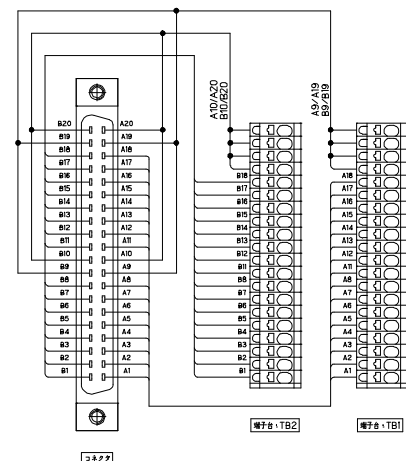 A10/A20
B10/B20
A9/A19
B9/B19
B20 A20
B19 A19
B18 A18
B17 A17
B16 A16
B15 A15
B14 A14
B13 A13
B12 A12
B11 A11
B10 A10
B9 A9
B8 A8
B7 A7
B6 A6
B5 A5
B4 A4
B3 A3
B2 A2
B1 A1
コネクタ
B18
B17
B16
B15
B14
B13
B12
B11
B8
B7
B6
B5
B4
B3
B2
B1
端子台：TB2
A18
A17
A16
A15
A14
A13
A12
A11
A8
A7
A6
A5
A4
A3
A2
A1
端子台：TB1